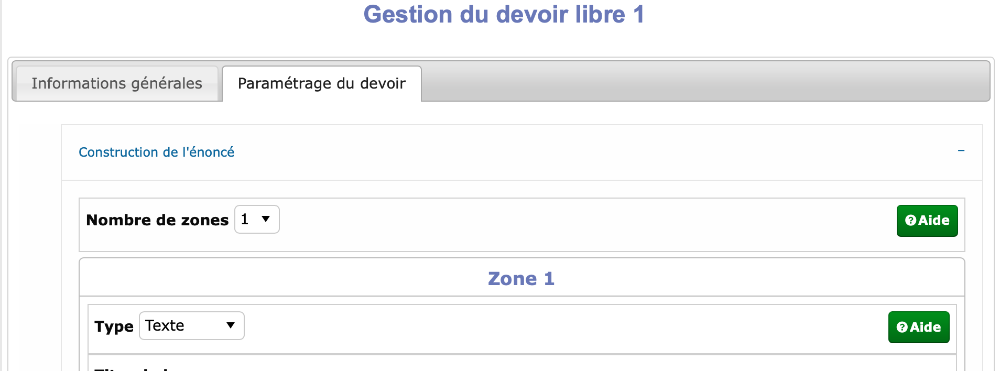 Gestion du devoir libre 1
Informations générales
Paramétrage du devoir
Construction de l'énoncé
Nombre de zones 1
Aide
Zone 1
Type Texte
Aide